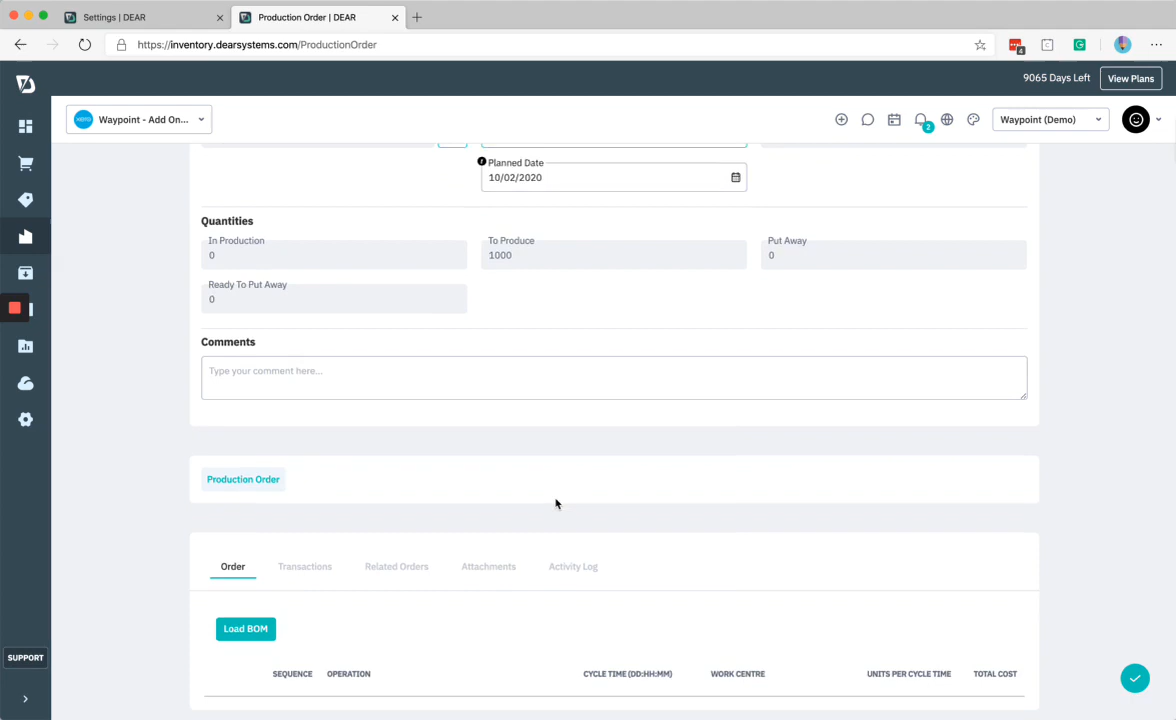 Settings | DEAR
Production Order | DEAR
https://inventory.dearsystems.com/ProductionOrder
4
C
G
9065 Days Left
View Plans
xero
Waypoint - Add On...
2
Waypoint (Demo)
Planned Date
10/02/2020
Quantities
In Production
0
To Produce
1000
Put Away
0
Ready To Put Away
0
Comments
Type your comment here...
Production Order
Order
Transactions
Related Orders
Attachments
Activity Log
Load BOM
SEQUENCE
OPERATION
CYCLE TIME (DD:HH:MM)
WORK CENTRE
UNITS PER CYCLE TIME
TOTAL COST
SUPPORT